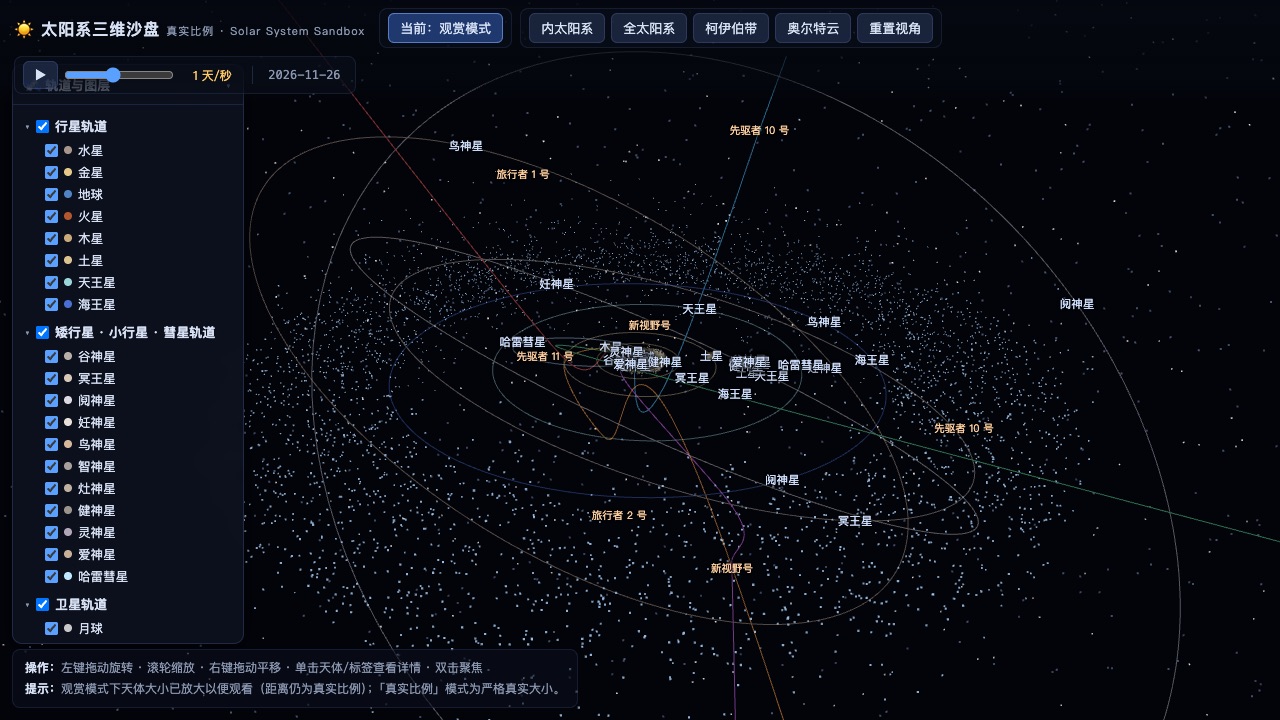 太阳系三维沙盘 真实比例 · Solar System Sandbox
当前：观赏模式
内太阳系 全太阳系 柯伊伯带 奥尔特云 重置视角
1 天/秒 2026-11-26
轨道与图层
行星轨道
水星
金星
地球
火星
木星
土星
天王星
海王星
矮行星 · 小行星 · 彗星轨道
谷神星
冥王星
阋神星
妊神星
鸟神星
智神星
灶神星
健神星
灵神星
爱神星
哈雷彗星
卫星轨道
月球
先驱者 10 号
鸟神星
旅行者 1 号
妊神星
阋神星
天王星
鸟神星
新视野号
哈雷彗星
先驱者 11 号
灵神星
爱神星
健神星
土星
爱神星
哈雷彗星
海王星
冥王星
天王星
海王星
先驱者 10 号
阋神星
旅行者 2 号
冥王星
新视野号
操作：左键拖动旋转 · 滚轮缩放 · 右键拖动平移 · 单击天体/标签查看详情 · 双击聚焦
提示：观赏模式下天体大小已放大以便观看（距离仍为真实比例）；「真实比例」模式为严格真实大小。